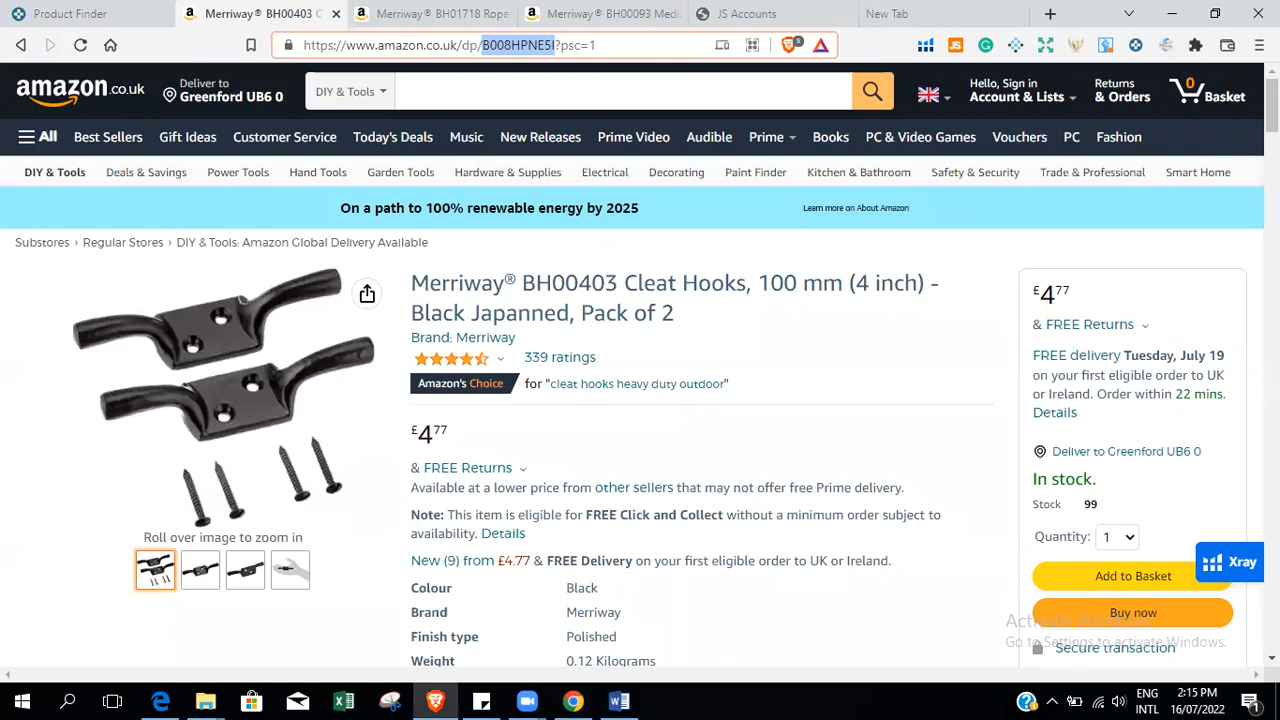 Product Finder
Merriway® BH00403 C
Merriway BH01718 Rope
Merriway® BH00093 Medi
JS Accounts
New Tab
https://www.amazon.co.uk/dp/B008HPNE5I?psc=1
5
amazon.co.uk
Deliver to
Greenford UB6 0
DIY & Tools
Hello, Sign in
Account & Lists
Returns
& Orders
0
Basket
All
Best Sellers
Gift Ideas
Customer Service
Today's Deals
Music
New Releases
Prime Video
Audible
Prime
Books
PC & Video Games
Vouchers
PC
Fashion
DIY & Tools
Deals & Savings
Power Tools
Hand Tools
Garden Tools
Hardware & Supplies
Electrical
Decorating
Paint Finder
Kitchen & Bathroom
Safety & Security
Trade & Professional
Smart Home
On a path to 100% renewable energy by 2025
Learn more on About Amazon
Substores › Regular Stores › DIY & Tools: Amazon Global Delivery Available
Roll over image to zoom in
Merriway® BH00403 Cleat Hooks, 100 mm (4 inch) -
Black Japanned, Pack of 2
Brand: Merriway
339 ratings
Amazon's Choice for "cleat hooks heavy duty outdoor"
£4.77
& FREE Returns
Available at a lower price from other sellers that may not offer free Prime delivery.
Note: This item is eligible for FREE Click and Collect without a minimum order subject to
availability. Details
New (9) from £4.77 & FREE Delivery on your first eligible order to UK or Ireland.
Colour Black
Brand Merriway
Finish type Polished
Weight 0.12 Kilograms
£4.77
& FREE Returns
FREE delivery Tuesday, July 19
on your first eligible order to UK
or Ireland. Order within 22 mins.
Details
Deliver to Greenford UB6 0
In stock.
Stock 99
Quantity: 1
Xray
Add to Basket
Buy now
Activate Windows
Go to Settings to activate Windows.
Secure transaction
ENG
INTL
2:15 PM
16/07/2022
1